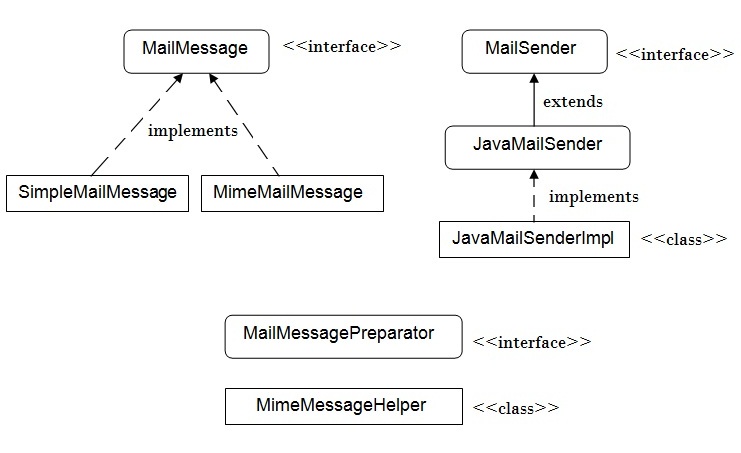 MailMessage <<interface>>
MailSender <<interface>>
extends
implements
JavaMailSender
SimpleMailMessage
MimeMailMessage
implements
JavaMailSenderImpl <<class>>
MailMessagePreparator <<interface>>
MimeMessageHelper <<class>>